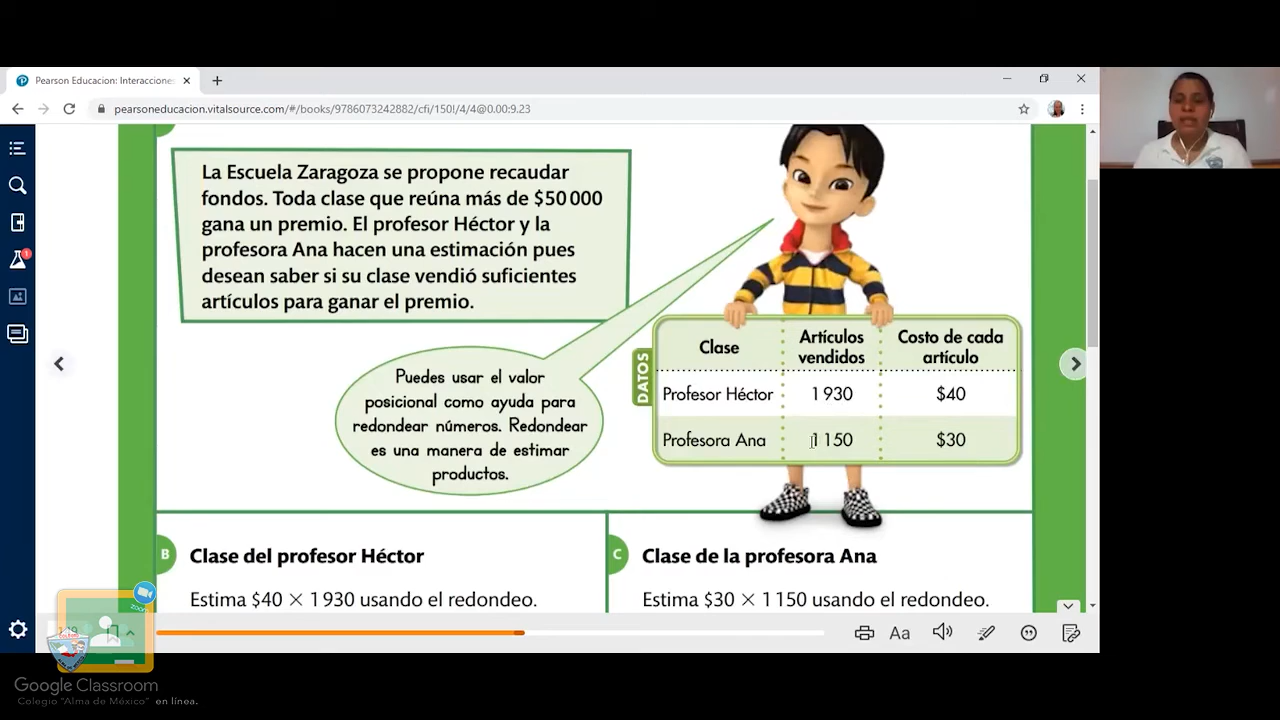 Pearson Educacion: Interacciones
pearsoneducacion.vitalsource.com/#/books/9786073242882/cfi/150!/4/4@0.00:9.23
La Escuela Zaragoza se propone recaudar
fondos. Toda clase que reúna más de $50 000
gana un premio. El profesor Héctor y la
profesora Ana hacen una estimación pues
desean saber si su clase vendió suficientes
artículos para ganar el premio.
Puedes usar el valor
posicional como ayuda para
redondear números. Redondear
es una manera de estimar
productos.
DATOS
Clase Artículos vendidos Costo de cada artículo
Profesor Héctor 1 930 $40
Profesora Ana 1 150 $30
B Clase del profesor Héctor
Estima $40 × 1 930 usando el redondeo.
C Clase de la profesora Ana
Estima $30 × 1 150 usando el redondeo.
Aa
zoom
Google Classroom
Colegio "Alma de México" en línea.